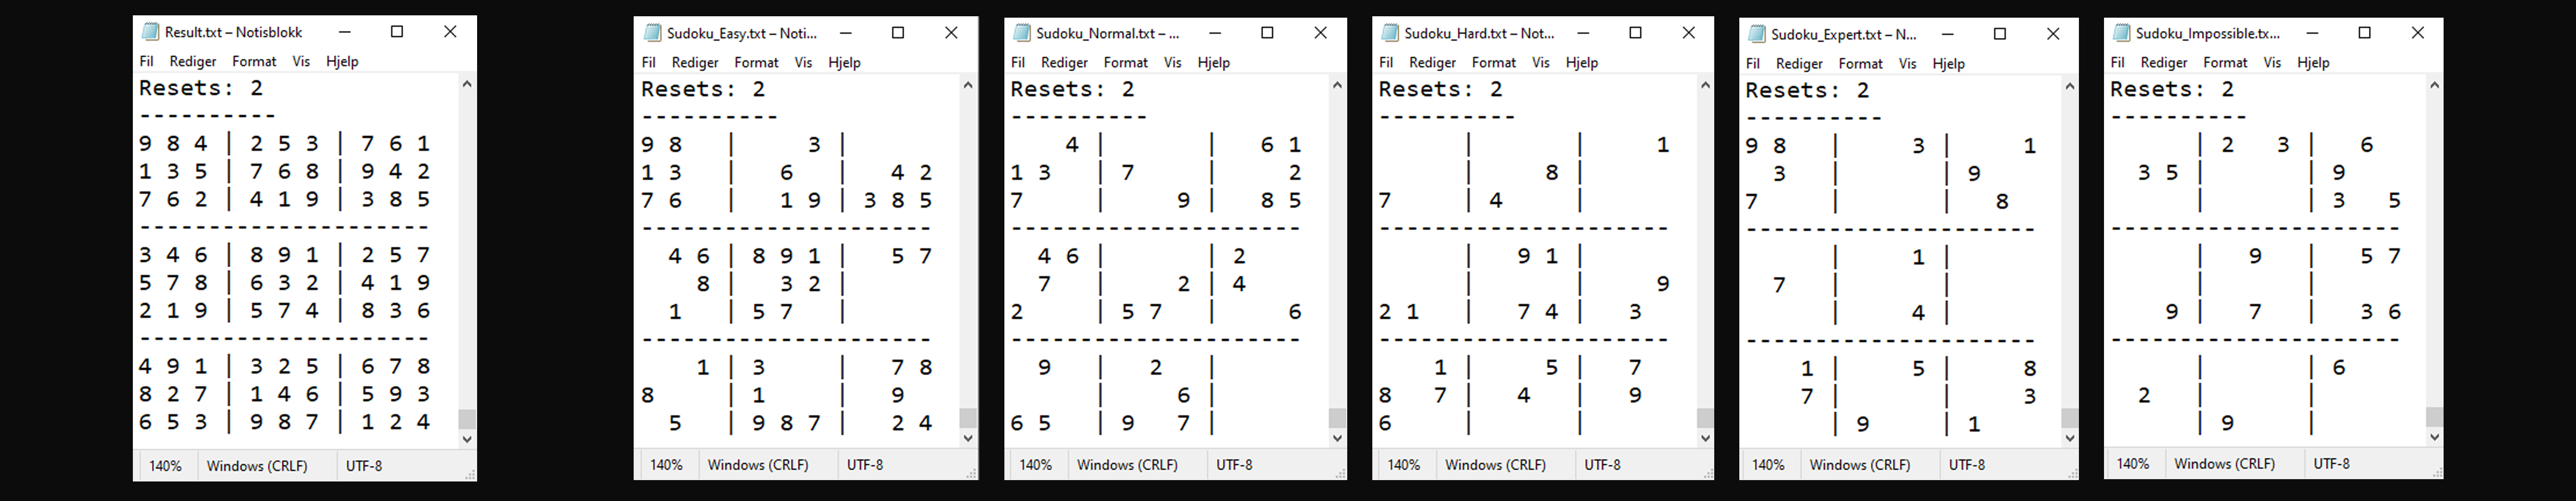 Result.txt – Notisblokk
Fil Rediger Format Vis Hjelp
Resets: 2
----------
9 8 4 | 2 5 3 | 7 6 1
1 3 5 | 7 6 8 | 9 4 2
7 6 2 | 4 1 9 | 3 8 5
---------------------
3 4 6 | 8 9 1 | 2 5 7
5 7 8 | 6 3 2 | 4 1 9
2 1 9 | 5 7 4 | 8 3 6
---------------------
4 9 1 | 3 2 5 | 6 7 8
8 2 7 | 1 4 6 | 5 9 3
6 5 3 | 9 8 7 | 1 2 4
140% Windows (CRLF) UTF-8
Sudoku_Easy.txt – Noti...
Fil Rediger Format Vis Hjelp
Resets: 2
----------
9 8   |     3 |
1 3   |   6   |   4 2
7 6   |   1 9 | 3 8 5
---------------------
  4 6 | 8 9 1 |   5 7
    8 |   3 2 |
  1   | 5 7   |
---------------------
    1 | 3     |   7 8
8     | 1     |   9
  5   | 9 8 7 |   2 4
140% Windows (CRLF) UTF-8
Sudoku_Normal.txt – ...
Fil Rediger Format Vis Hjelp
Resets: 2
----------
    4 |       |   6 1
1 3   | 7     |     2
7     |     9 |   8 5
---------------------
  4 6 |       | 2
  7   |     2 | 4
2     | 5 7   |     6
---------------------
  9   |   2   |
      |     6 |
6 5   | 9   7 |
140% Windows (CRLF) UTF-8
Sudoku_Hard.txt – Not...
Fil Rediger Format Vis Hjelp
Resets: 2
----------
      |       |     1
      |     8 |
7     | 4     |
---------------------
      |   9 1 |
      |       |     9
2 1   |   7 4 |   3
---------------------
    1 |     5 |   7
8   7 |   4   |   9
6     |       |
140% Windows (CRLF) UTF-8
Sudoku_Expert.txt – N...
Fil Rediger Format Vis Hjelp
Resets: 2
----------
9 8   |     3 |     1
  3   |       | 9
7     |       |   8
---------------------
      |     1 |
  7   |       |
      |     4 |
---------------------
    1 |     5 |     8
    7 |       |     3
      | 9     | 1
140% Windows (CRLF) UTF-8
Sudoku_Impossible.tx...
Fil Rediger Format Vis Hjelp
Resets: 2
----------
      | 2   3 |   6
  3 5 |       | 9
      |       | 3   5
---------------------
      |   9   |   5 7
      |       |
    9 |   7   |   3 6
---------------------
      |       | 6
  2   |       |
      | 9     |
140% Windows (CRLF) UTF-8